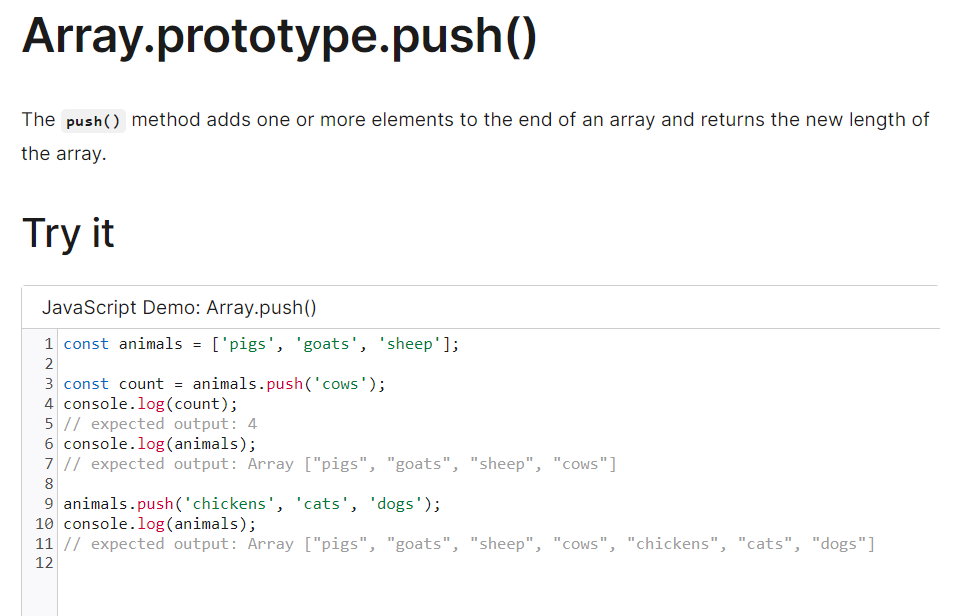 Array.prototype.push()
The push() method adds one or more elements to the end of an array and returns the new length of
the array.
Try it
JavaScript Demo: Array.push()
1 const animals = ['pigs', 'goats', 'sheep'];
2
3 const count = animals.push('cows');
4 console.log(count);
5 // expected output: 4
6 console.log(animals);
7 // expected output: Array ["pigs", "goats", "sheep", "cows"]
8
9 animals.push('chickens', 'cats', 'dogs');
10 console.log(animals);
11 // expected output: Array ["pigs", "goats", "sheep", "cows", "chickens", "cats", "dogs"]
12